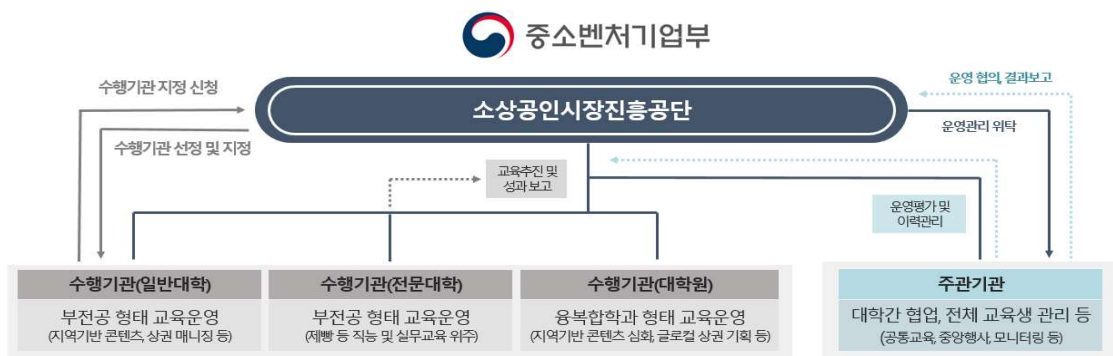 중소벤처기업부
수행기관 지정 신청
운영 협의, 결과보고
소상공인시장진흥공단
운영관리 위탁
수행기관 선정 및 지정
교육추진 및
성과 보고
운영평가 및
이력관리
수행기관(일반대학)
부전공 형태 교육운영
(지역기반 콘텐츠, 상권 매니징 등)
수행기관(전문대학)
부전공 형태 교육운영
(제빵 등 직능 및 실무교육 위주)
수행기관(대학원)
융복합학과 형태 교육운영
(지역기반 콘텐츠 심화, 글로컬 상권 기획 등)
주관기관
대학간 협업, 전체 교육생 관리 등
(공통교육, 중앙행사, 모니터링 등)